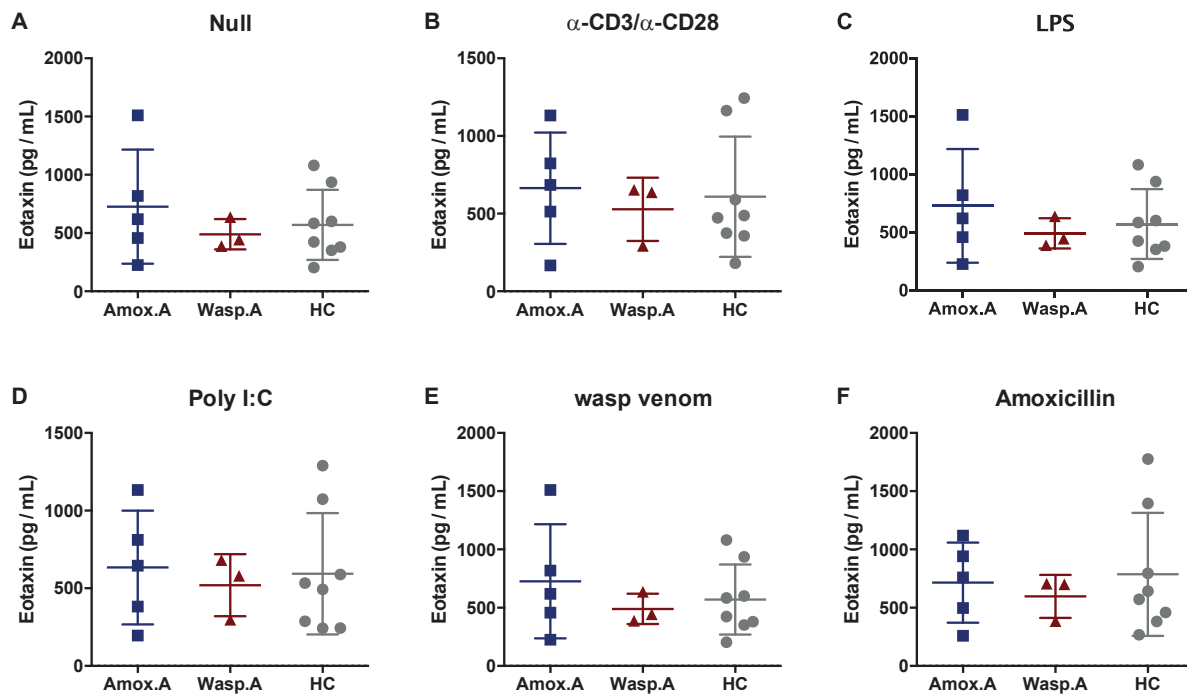 A
Null
Eotaxin (pg / mL)
2000
1500
1000
500
0
Amox.A
Wasp.A
HC
B
α-CD3/α-CD28
Eotaxin (pg / mL)
1500
1000
500
0
Amox.A
Wasp.A
HC
C
LPS
Eotaxin (pg / mL)
2000
1500
1000
500
0
Amox.A
Wasp.A
HC
D
Poly I:C
Eotaxin (pg / mL)
1500
1000
500
0
Amox.A
Wasp.A
HC
E
wasp venom
Eotaxin (pg / mL)
2000
1500
1000
500
0
Amox.A
Wasp.A
HC
F
Amoxicillin
Eotaxin (pg / mL)
2000
1500
1000
500
0
Amox.A
Wasp.A
HC